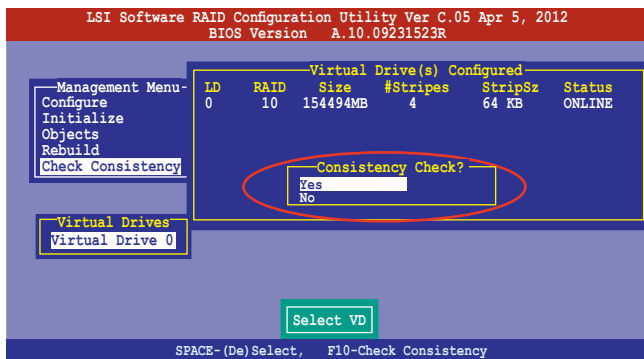 LSI Software RAID Configuration Utility Ver C.05 Apr 5, 2012
BIOS Version A.10.09231523R
Virtual Drive(s) Configured
LD RAID Size #Stripes StripSz Status
0 10 154494MB 4 64 KB ONLINE
Management Menu
Configure
Initialize
Objects
Rebuild
Check Consistency
Consistency Check?
Yes
No
Virtual Drives
Virtual Drive 0
Select VD
SPACE-(De)Select, F10-Check Consistency